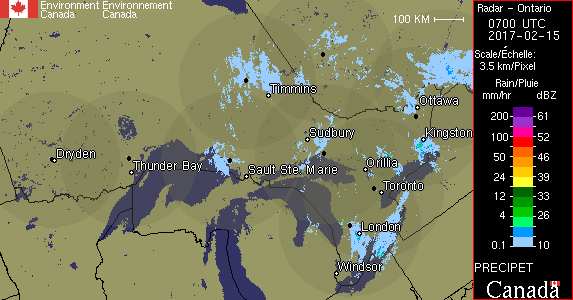 Environment Environnement
Canada Canada
100 KM
Timmins
Ottawa
Sudbury
Kingston
Dryden
Thunder Bay
Sault Ste. Marie
Orillia
Toronto
London
Windsor
Radar - Ontario
0700 UTC
2017-02-15
Scale/Échelle:
3.5 km/Pixel
Rain/Pluie
mm/hr dBZ
200 61
100 52
50 46
24 39
12 33
4 26
0.1 10
PRECIPET
Canada